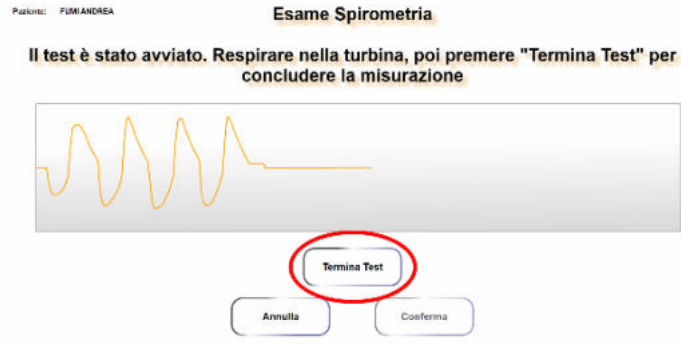 Paziente: FUMI ANDREA
Esame Spirometria
Il test è stato avviato. Respirare nella turbina, poi premere "Termina Test" per
concludere la misurazione
Termina Test
Annulla
Conferma